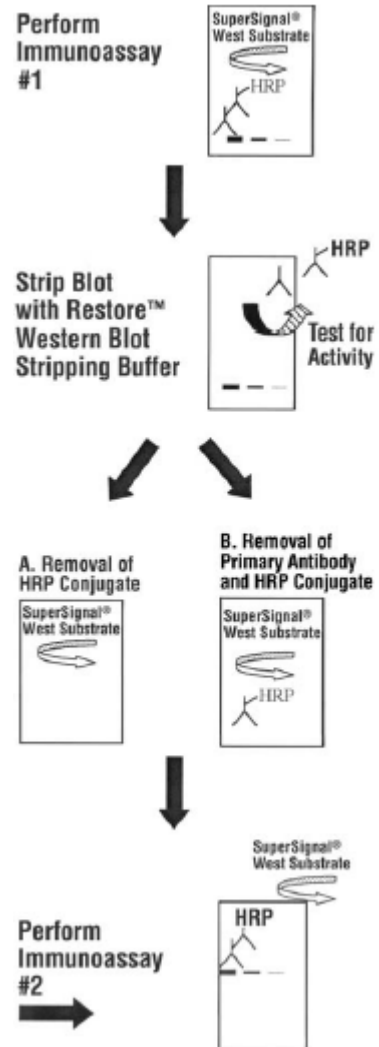 Perform
Immunoassay
#1
SuperSignal®
West Substrate
HRP
HRP
Strip Blot
with Restore™
Western Blot
Stripping Buffer
Test for
Activity
A. Removal of
HRP Conjugate
SuperSignal®
West Substrate
B. Removal of
Primary Antibody
and HRP Conjugate
SuperSignal®
West Substrate
HRP
SuperSignal®
West Substrate
Perform
Immunoassay
#2
HRP